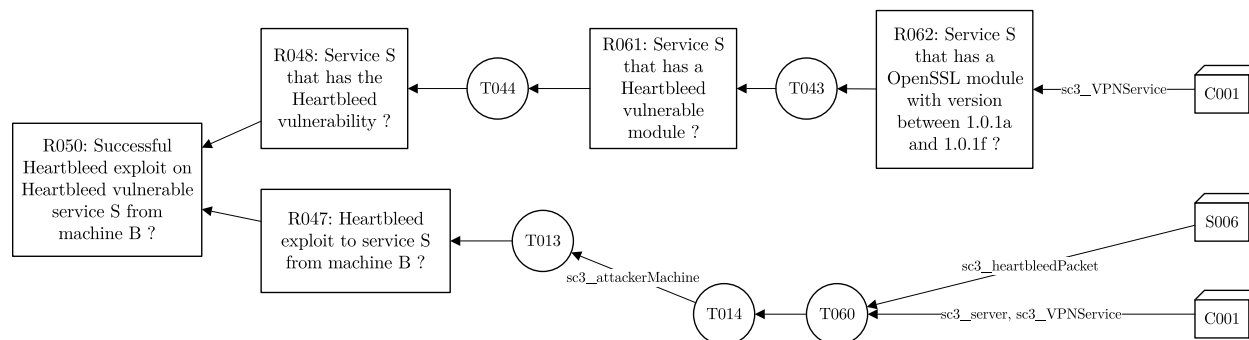 R050: Successful
Heartbleed exploit on
Heartbleed vulnerable
service S from
machine B ?
R048: Service S
that has the
Heartbleed
vulnerability ?
T044
R061: Service S
that has a
Heartbleed
vulnerable
module ?
T043
R062: Service S
that has a
OpenSSL module
with version
between 1.0.1a
and 1.0.1f ?
sc3_VPNService
C001
R047: Heartbleed
exploit to service S
from machine B ?
T013
sc3_attackerMachine
T014
T060
sc3_heartbleedPacket
S006
sc3_server, sc3_VPNService
C001